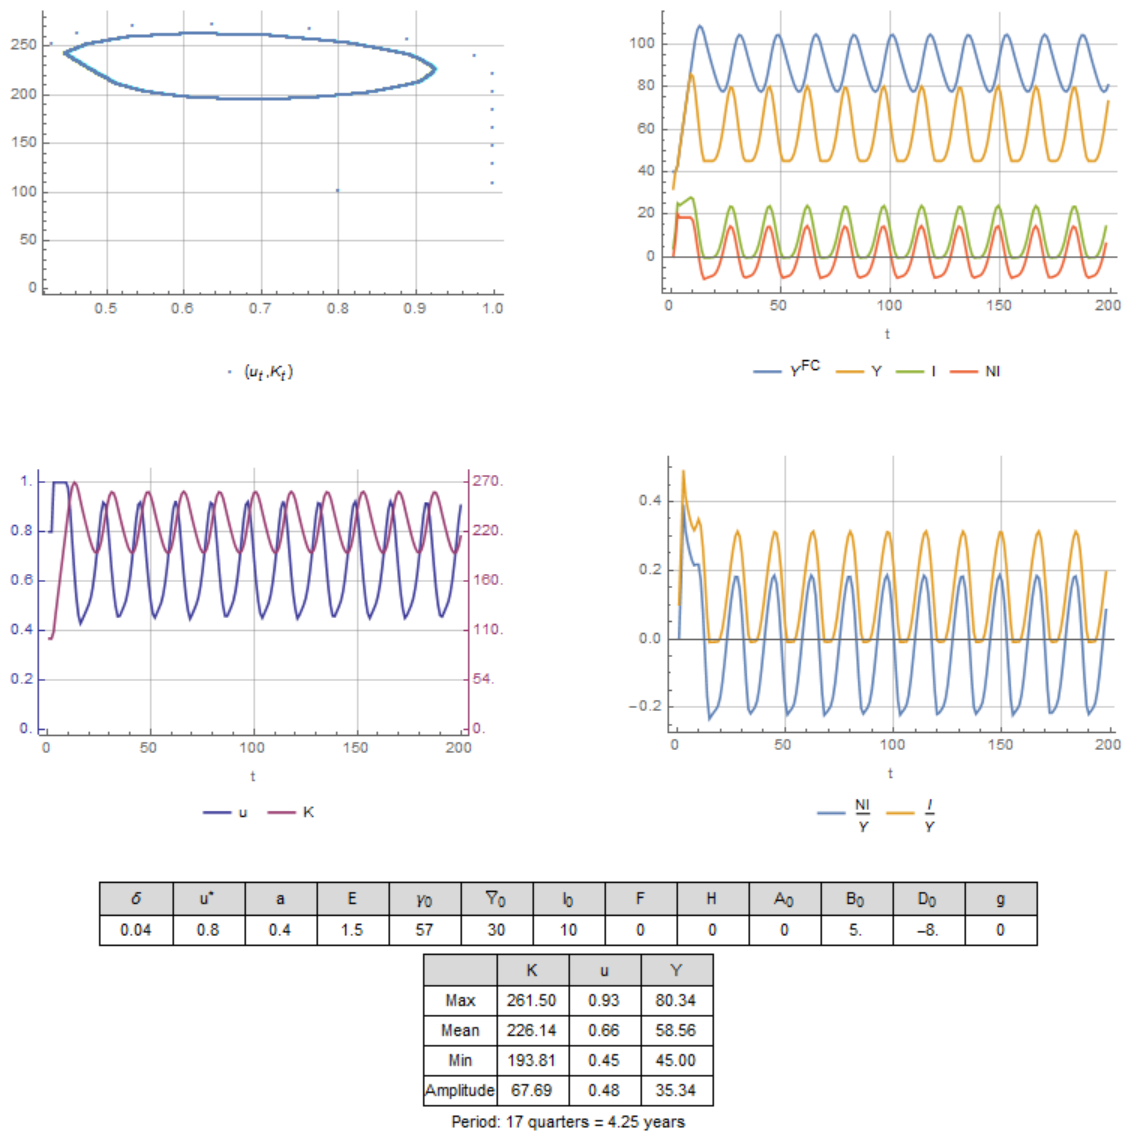 250
200
150
100
50
0
0.5 0.6 0.7 0.8 0.9 1.0
(u_t,K_t)
100
80
60
40
20
0
0 50 100 150 200
t
Y^FC Y I NI
1.
0.8
0.6
0.4
0.2
0.
270.
220.
160.
110.
54.
0.
0 50 100 150 200
t
u K
0.4
0.2
0.0
−0.2
0 50 100 150 200
t
NI/Y I/Y
δ u* a E γ₀ Y̅₀ I₀ F H A₀ B₀ D₀ g
0.04 0.8 0.4 1.5 57 30 10 0 0 0 5. −8. 0
K u Y
Max 261.50 0.93 80.34
Mean 226.14 0.66 58.56
Min 193.81 0.45 45.00
Amplitude 67.69 0.48 35.34
Period: 17 quarters = 4.25 years